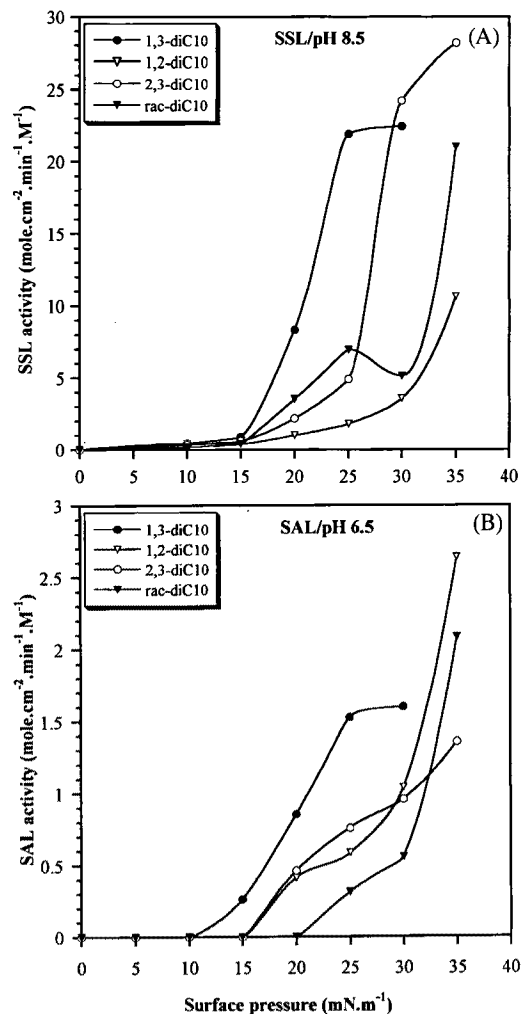 SSL/pH 8.5
(A)
1,3-diC10
1,2-diC10
2,3-diC10
rac-diC10
SSL activity (mole.cm⁻².min⁻¹.M⁻¹)
30
25
20
15
10
5
0
0 5 10 15 20 25 30 35 40
SAL/pH 6.5
(B)
1,3-diC10
1,2-diC10
2,3-diC10
rac-diC10
SAL activity (mole.cm⁻².min⁻¹.M⁻¹)
3
2.5
2
1.5
1
0.5
0
0 5 10 15 20 25 30 35 40
Surface pressure (mN.m⁻¹)